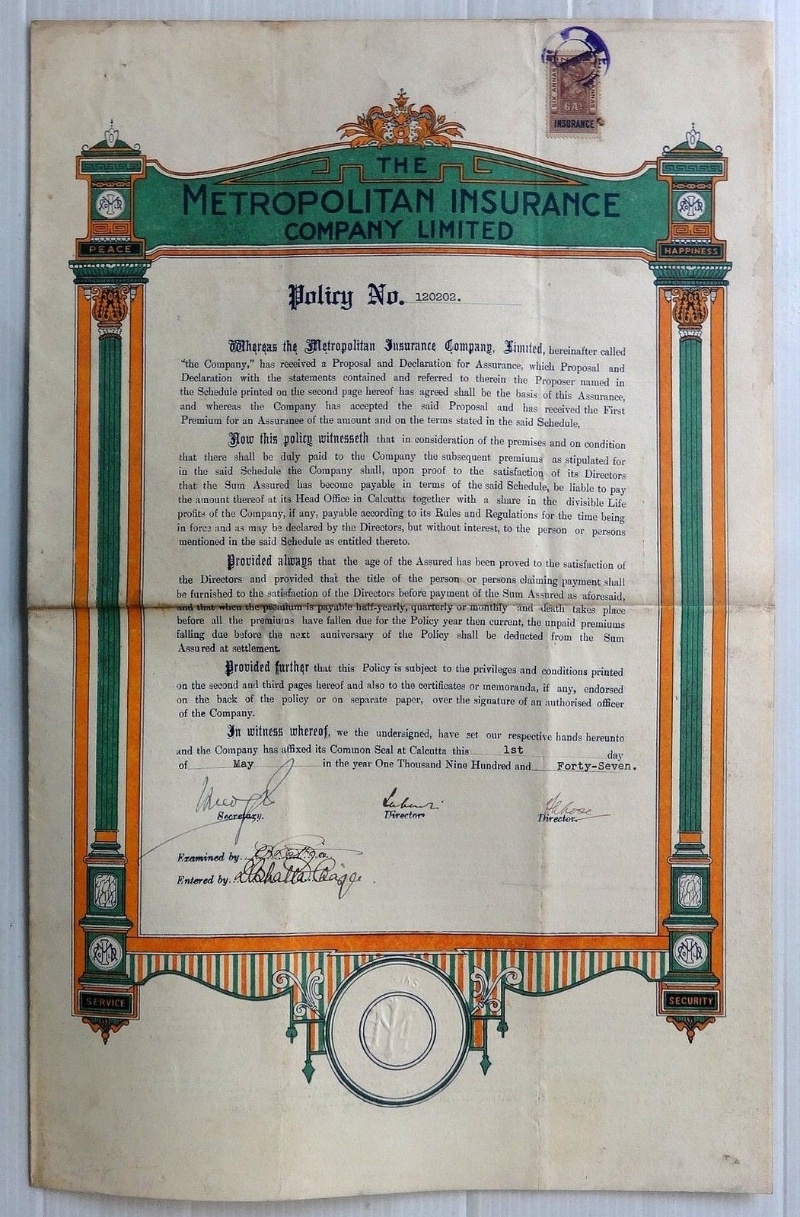 SIX ANNAS
6AS
INSURANCE
THE
METROPOLITAN INSURANCE
COMPANY LIMITED
PEACE
HAPPINESS
Policy No. 120202.
Whereas the Metropolitan Insurance Company, Limited, hereinafter called
"the Company," has received a Proposal and Declaration for Assurance, which Proposal and
Declaration with the statements contained and referred to therein the Proposer named in
the Schedule printed on the second page hereof has agreed shall be the basis of this Assurance,
and whereas the Company has accepted the said Proposal and has received the First
Premium for an Assurance of the amount and on the terms stated in the said Schedule,
Now this policy witnesseth that in consideration of the premises and on condition
that there shall be duly paid to the Company the subsequent premiums as stipulated for
in the said Schedule the Company shall, upon proof to the satisfaction of its Directors
that the Sum Assured has become payable in terms of the said Schedule, be liable to pay
the amount thereof at its Head Office in Calcutta together with a share in the divisible Life
profits of the Company, if any, payable according to its Rules and Regulations for the time being
in force and as may be declared by the Directors, but without interest, to the person or persons
mentioned in the said Schedule as entitled thereto.
Provided always that the age of the Assured has been proved to the satisfaction of
the Directors and provided that the title of the person or persons claiming payment shall
be furnished to the satisfaction of the Directors before payment of the Sum Assured as aforesaid,
and that when the premium is payable half-yearly, quarterly or monthly and death takes place
before all the premiums have fallen due for the Policy year then current, the unpaid premiums
falling due before the next anniversary of the Policy shall be deducted from the Sum
Assured at settlement.
Provided further that this Policy is subject to the privileges and conditions printed
on the second and third pages hereof and also to the certificates or memoranda, if any, endorsed
on the back of the policy or on separate paper, over the signature of an authorised officer
of the Company.
In witness whereof, we the undersigned, have set our respective hands hereunto
and the Company has affixed its Common Seal at Calcutta this 1st day
of May in the year One Thousand Nine Hundred and Forty-Seven.
Secretary.
Director
Director.
Examined by
Entered by
SERVICE
SECURITY